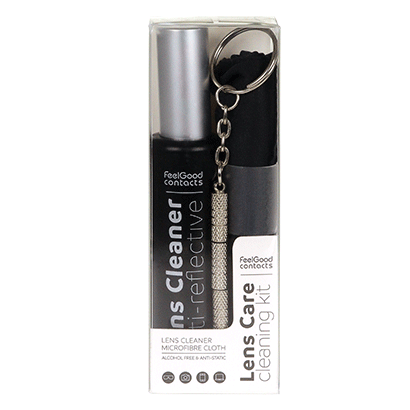 FeelGood
contacts
ns Cleaner
ti-reflective
LENS CLEANER
MICROFIBRE CLOTH
ALCOHOL FREE & ANTI-STATIC
FeelGood
contacts
Lens Care
cleaning kit